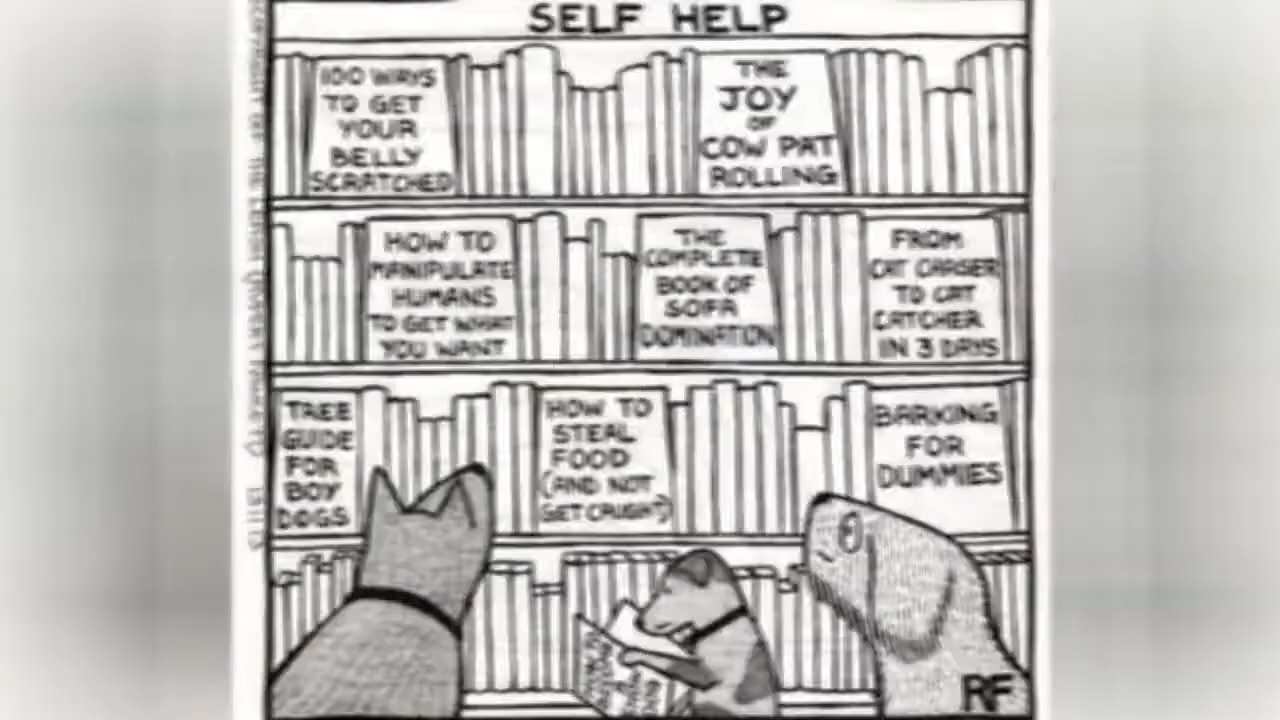 SELF HELP
100 WAYS
TO GET
YOUR
BELLY
SCRATCHED
THE
JOY
OF
COW PAT
ROLLING
HOW TO
MANIPULATE
HUMANS
TO GET WHAT
YOU WANT
THE
COMPLETE
BOOK OF
SOFA
DOMINATION
FROM
CAT CHASER
TO CAT
CATCHER
IN 3 DAYS
TREE
GUIDE
FOR
BOY
DOGS
HOW TO
STEAL
FOOD
(AND NOT
GET CAUGHT)
BARKING
FOR
DUMMIES
RF